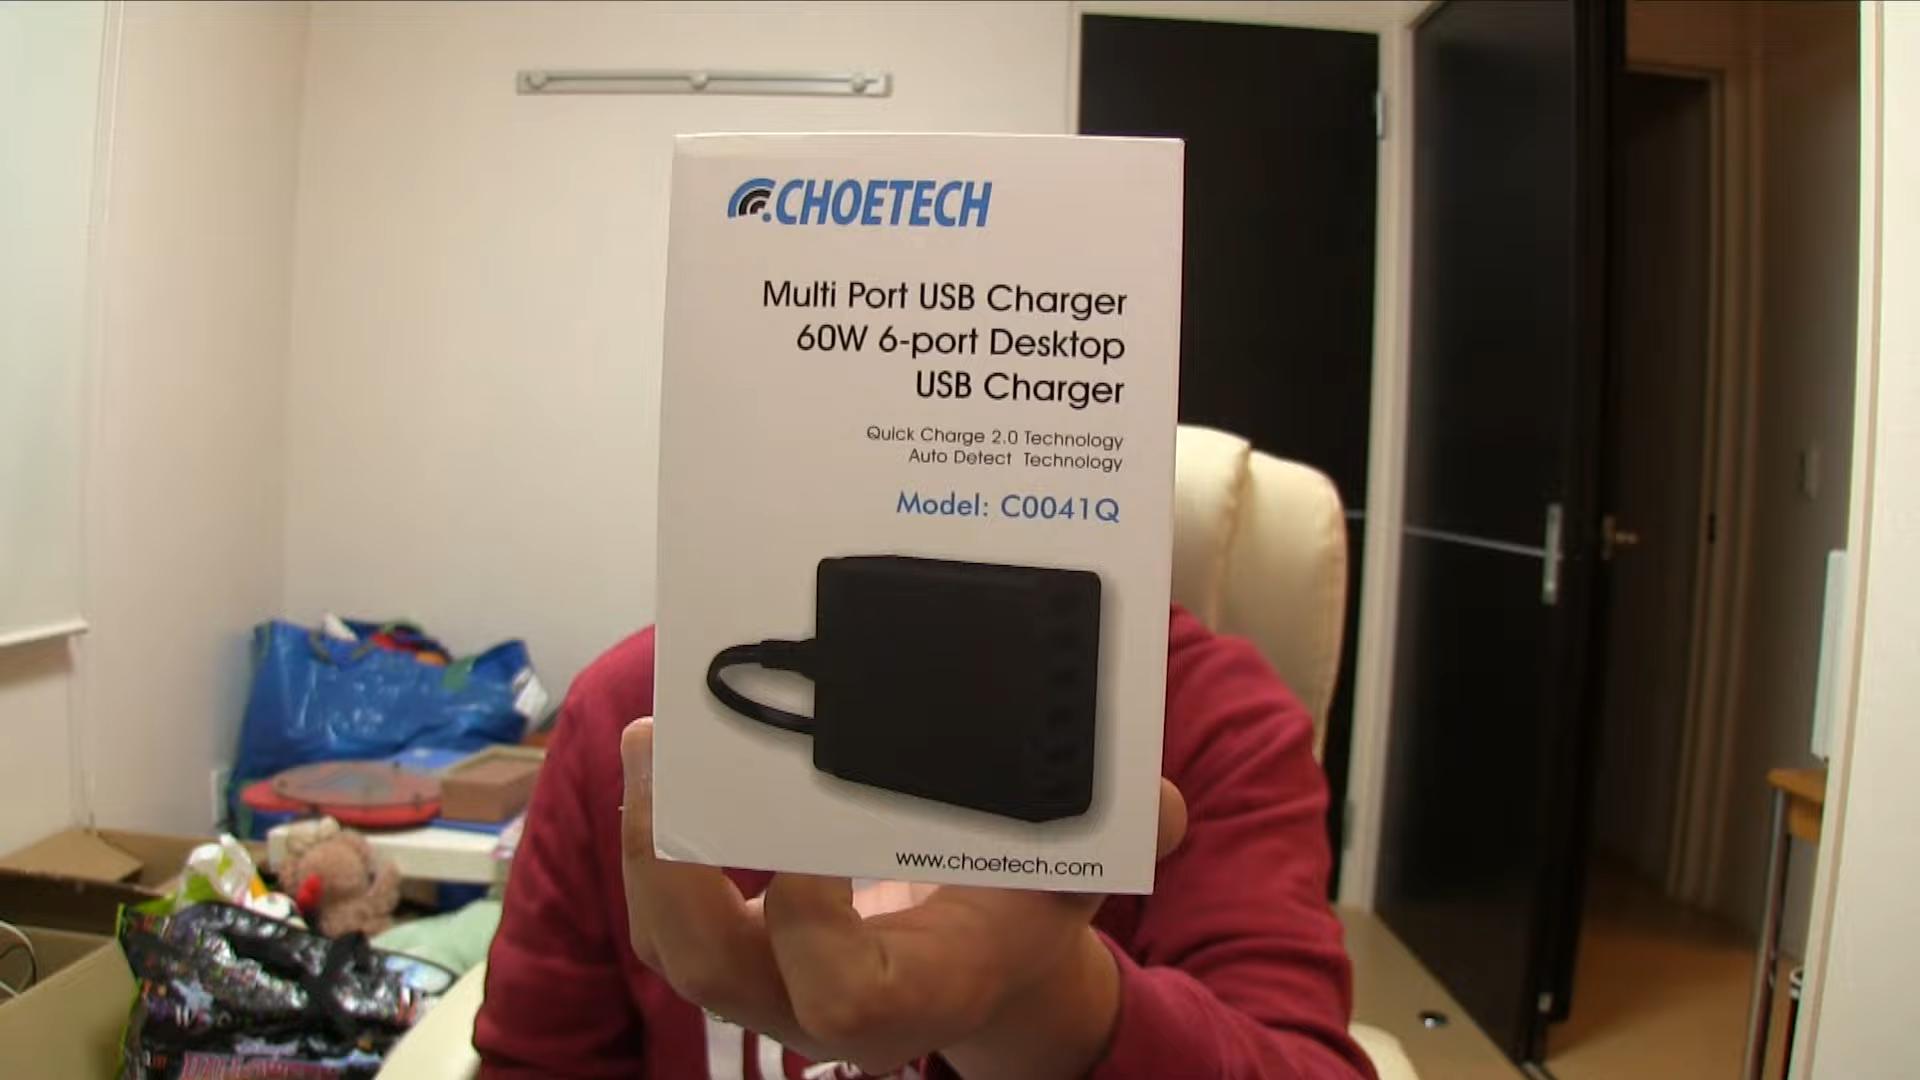 CHOETECH
Multi Port USB Charger
60W 6-port Desktop
USB Charger
Quick Charge 2.0 Technology
Auto Detect Technology
Model: C0041Q
www.choetech.com